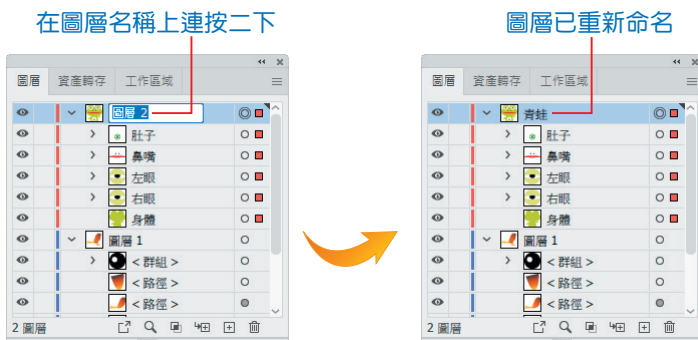 在圖層名稱上連按二下
圖層 資產轉存 工作區域
圖層 2
肚子
鼻嘴
左眼
右眼
身體
圖層 1
< 群組 >
< 路徑 >
< 路徑 >
2 圖層
圖層已重新命名
圖層 資產轉存 工作區域
青蛙
肚子
鼻嘴
左眼
右眼
身體
圖層 1
< 群組 >
< 路徑 >
< 路徑 >
2 圖層